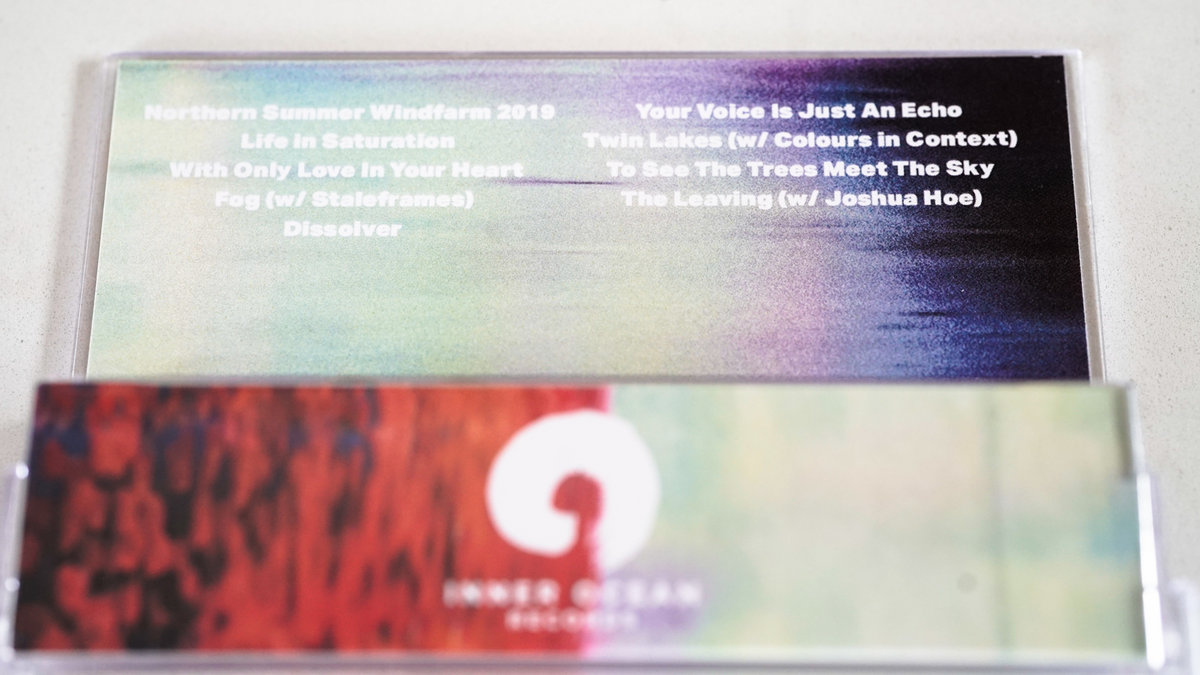 Northern Summer Windfarm 2019
Life in Saturation
With Only Love in Your Heart
Fog (w/ Staleframes)
Dissolver
Your Voice Is Just An Echo
Twin Lakes (w/ Colours in Context)
To See The Trees Meet The Sky
The Leaving (w/ Joshua Hoe)
INNER OCEAN
RECORDS